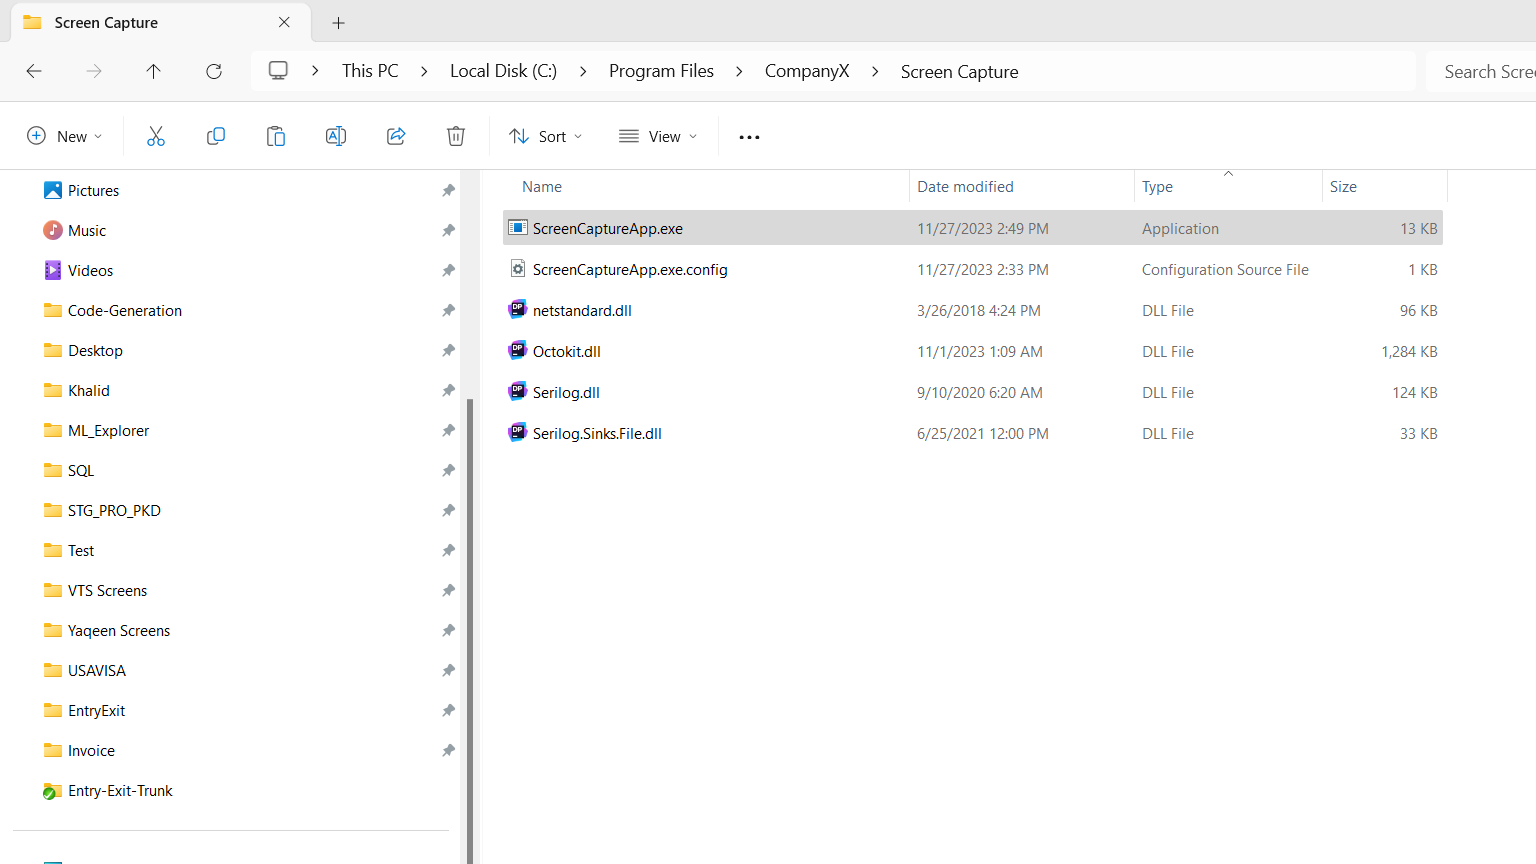 Screen Capture
This PC > Local Disk (C:) > Program Files > CompanyX > Screen Capture
Search Scre
New
Sort
View
Pictures
Music
Videos
Code-Generation
Desktop
Khalid
ML_Explorer
SQL
STG_PRO_PKD
Test
VTS Screens
Yaqeen Screens
USAVISA
EntryExit
Invoice
Entry-Exit-Trunk
Name Date modified Type Size
ScreenCaptureApp.exe 11/27/2023 2:49 PM Application 13 KB
ScreenCaptureApp.exe.config 11/27/2023 2:33 PM Configuration Source File 1 KB
netstandard.dll 3/26/2018 4:24 PM DLL File 96 KB
Octokit.dll 11/1/2023 1:09 AM DLL File 1,284 KB
Serilog.dll 9/10/2020 6:20 AM DLL File 124 KB
Serilog.Sinks.File.dll 6/25/2021 12:00 PM DLL File 33 KB